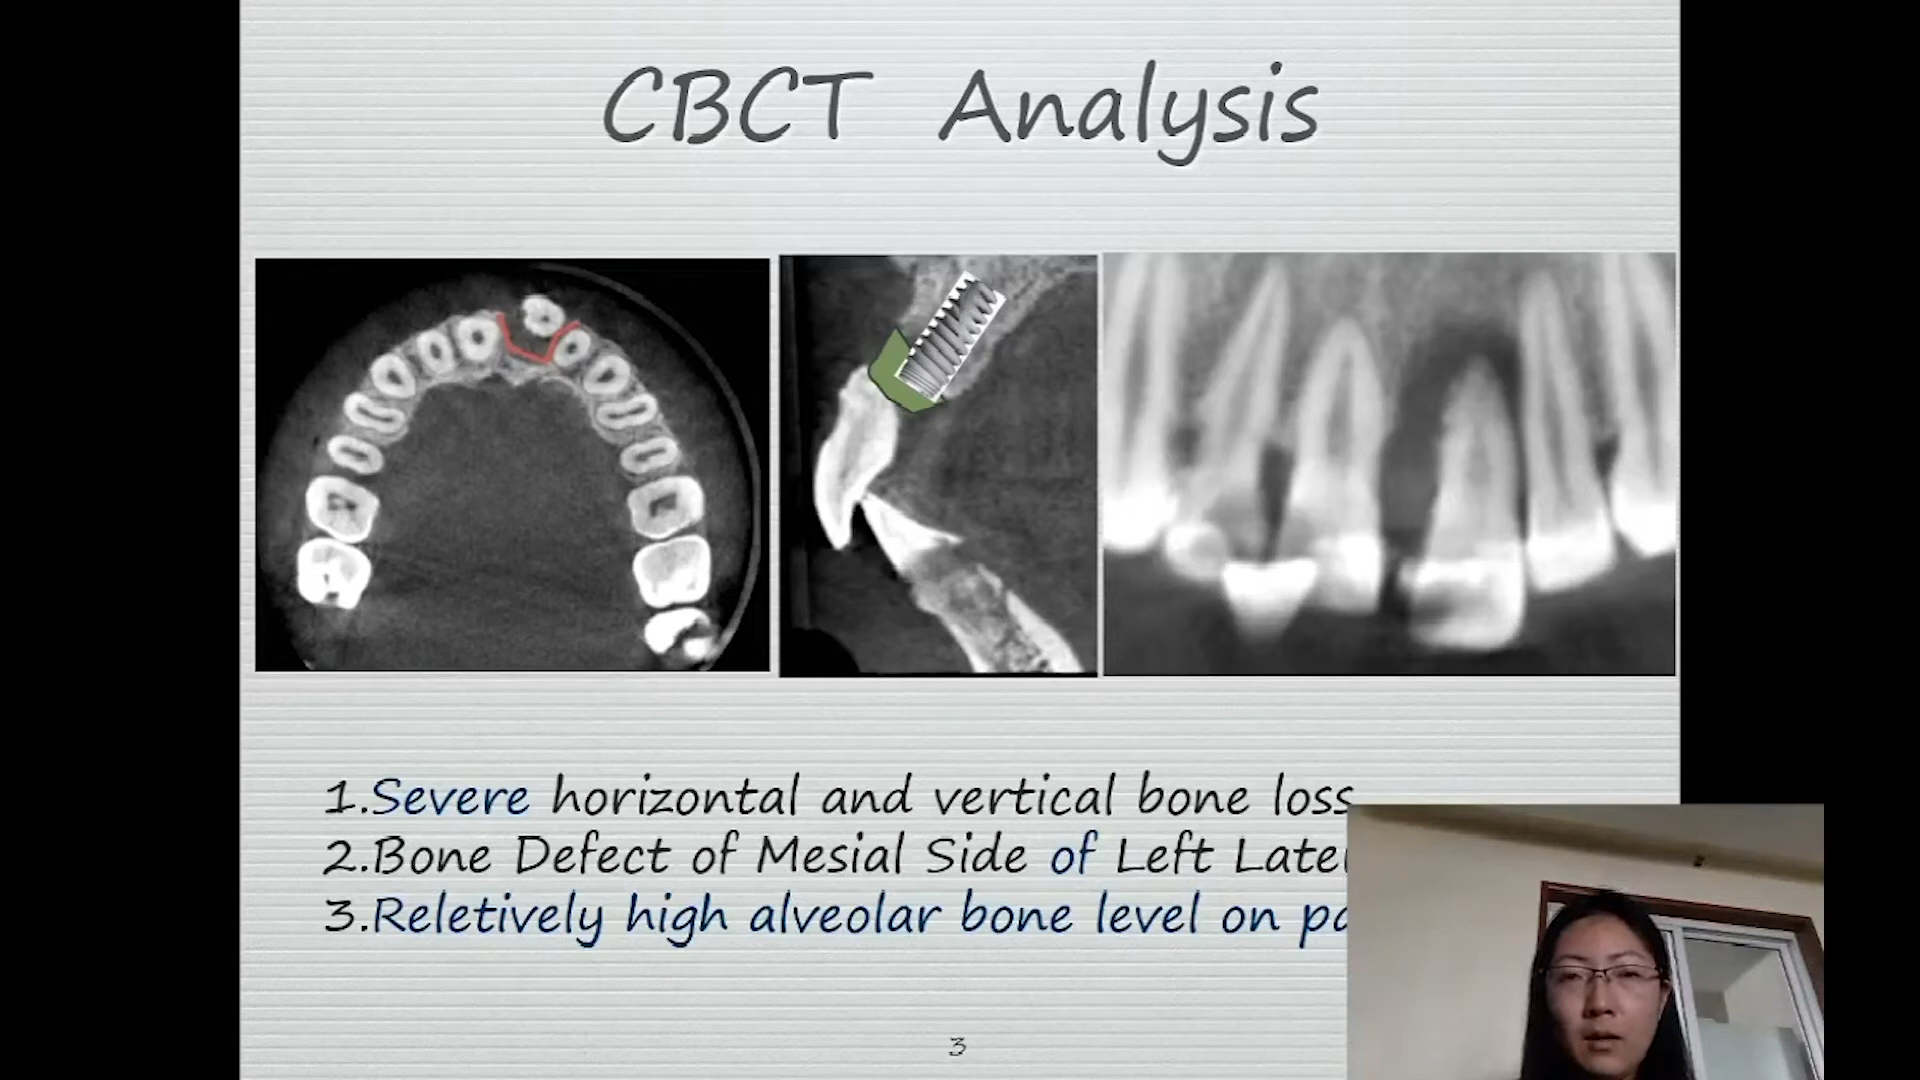 CBCT Analysis
1.Severe horizontal and vertical bone loss
2.Bone Defect of Mesial Side of Left
3.Reletively high alveolar bone level on
3